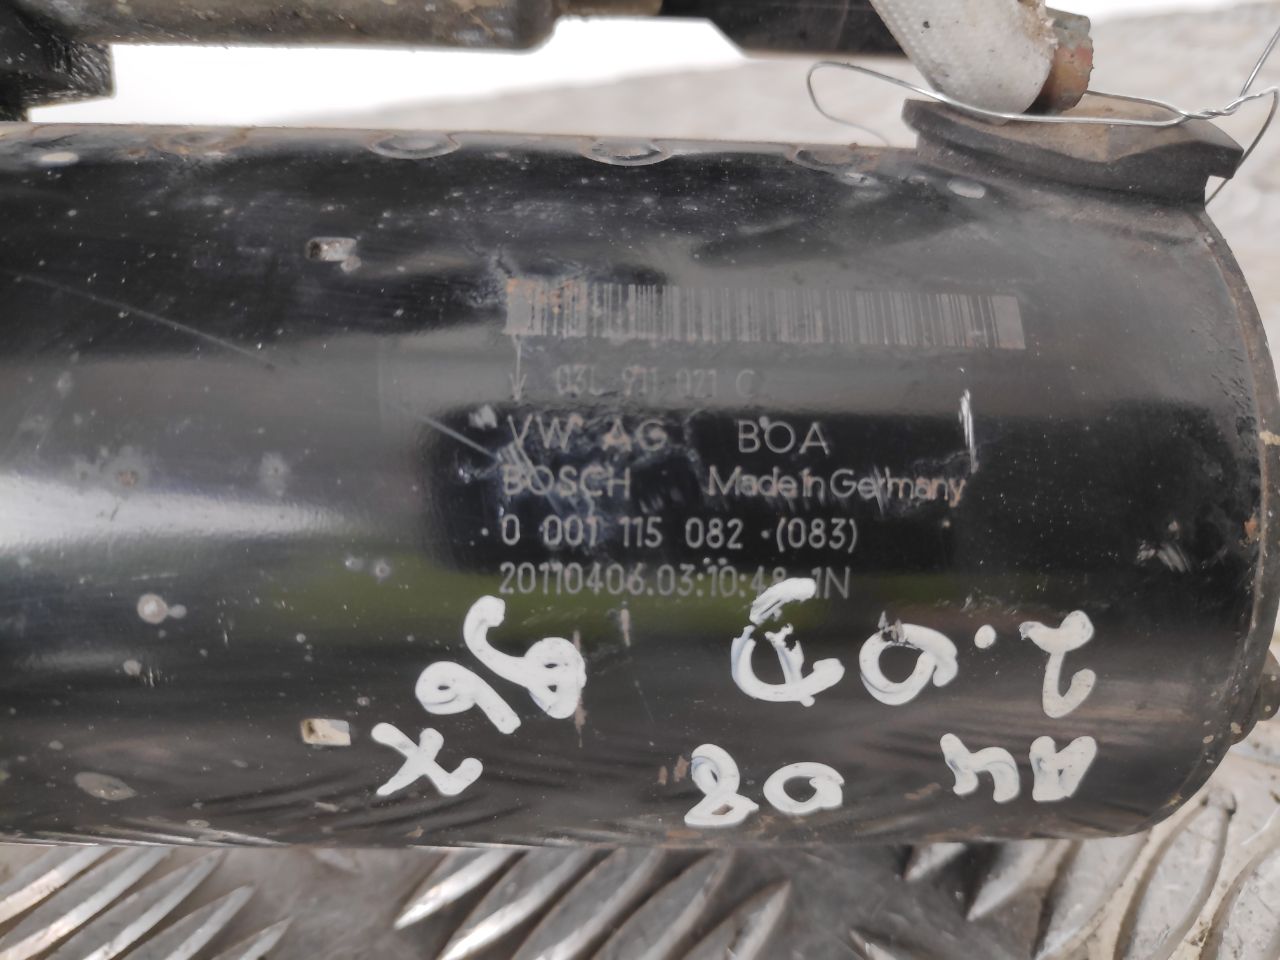 03L 911 021 C
VW AG BOA
BOSCH Made in Germany
0 001 115 082 (083)
20110406.03:10:48 1N
A4 08
2.0